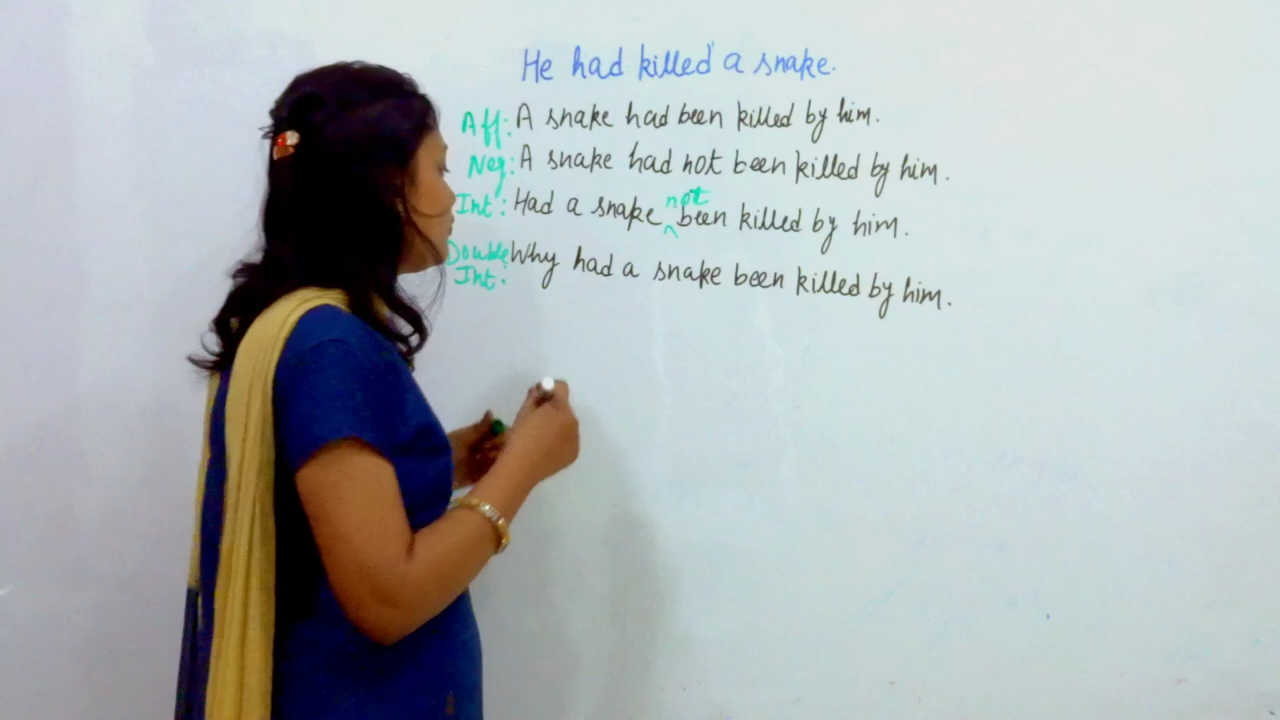 He had killed a snake.
Aff: A snake had been killed by him.
Neg: A snake had not been killed by him.
Int: Had a snake not been killed by him.
Double Int: Why had a snake been killed by him.